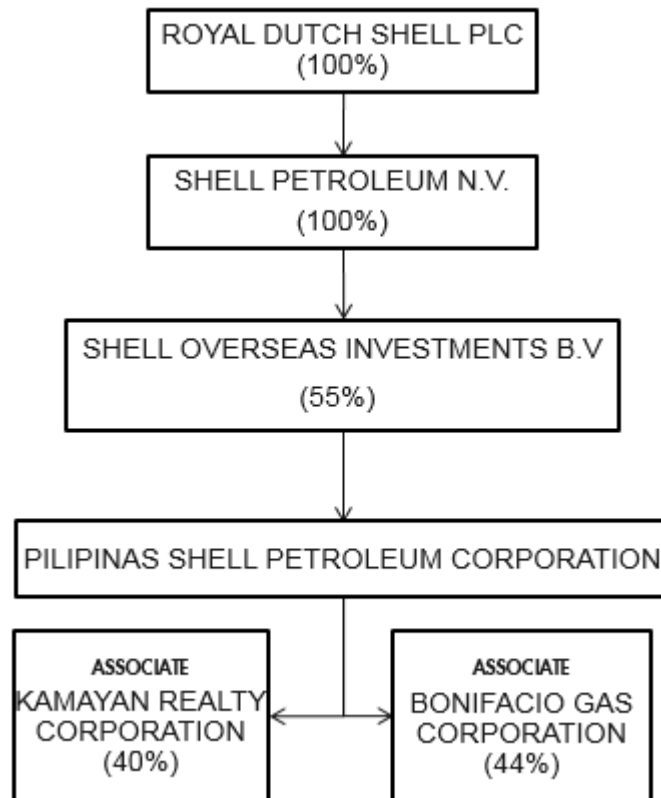 ROYAL DUTCH SHELL PLC
(100%)
SHELL PETROLEUM N.V.
(100%)
SHELL OVERSEAS INVESTMENTS B.V
(55%)
PILIPINAS SHELL PETROLEUM CORPORATION
ASSOCIATE
KAMAYAN REALTY
CORPORATION
(40%)
ASSOCIATE
BONIFACIO GAS
CORPORATION
(44%)